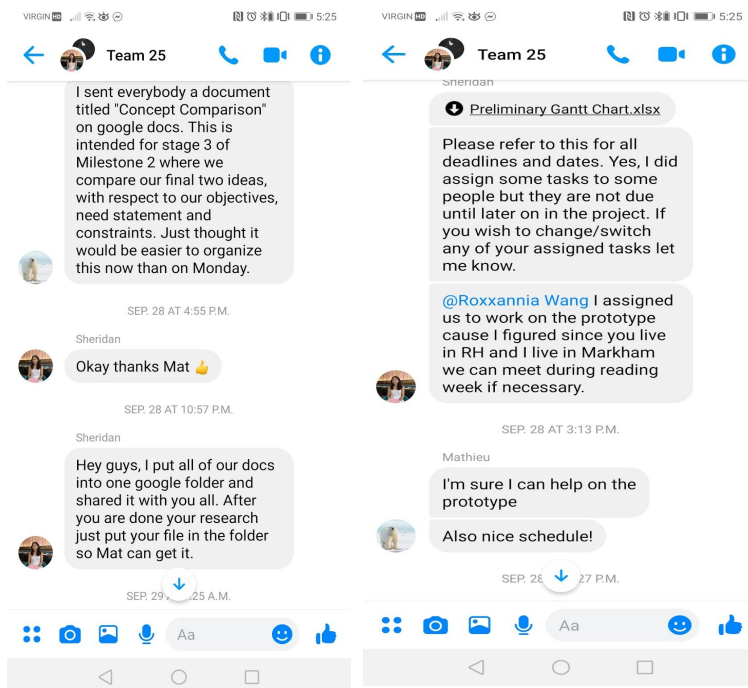 VIRGIN HD
5:25
Team 25
I sent everybody a document
titled "Concept Comparison"
on google docs. This is
intended for stage 3 of
Milestone 2 where we
compare our final two ideas,
with respect to our objectives,
need statement and
constraints. Just thought it
would be easier to organize
this now than on Monday.
SEP. 28 AT 4:55 P.M.
Sheridan
Okay thanks Mat 👍
SEP. 28 AT 10:57 P.M.
Sheridan
Hey guys, I put all of our docs
into one google folder and
shared it with you all. After
you are done your research
just put your file in the folder
so Mat can get it.
SEP. 29 :25 A.M.
Aa
VIRGIN HD
5:25
Team 25
Sheridan
Preliminary Gantt Chart.xlsx
Please refer to this for all
deadlines and dates. Yes, I did
assign some tasks to some
people but they are not due
until later on in the project. If
you wish to change/switch
any of your assigned tasks let
me know.
@Roxxannia Wang I assigned
us to work on the prototype
cause I figured since you live
in RH and I live in Markham
we can meet during reading
week if necessary.
SEP. 28 AT 3:13 P.M.
Mathieu
I'm sure I can help on the
prototype
Also nice schedule!
SEP. 28 :27 P.M.
Aa